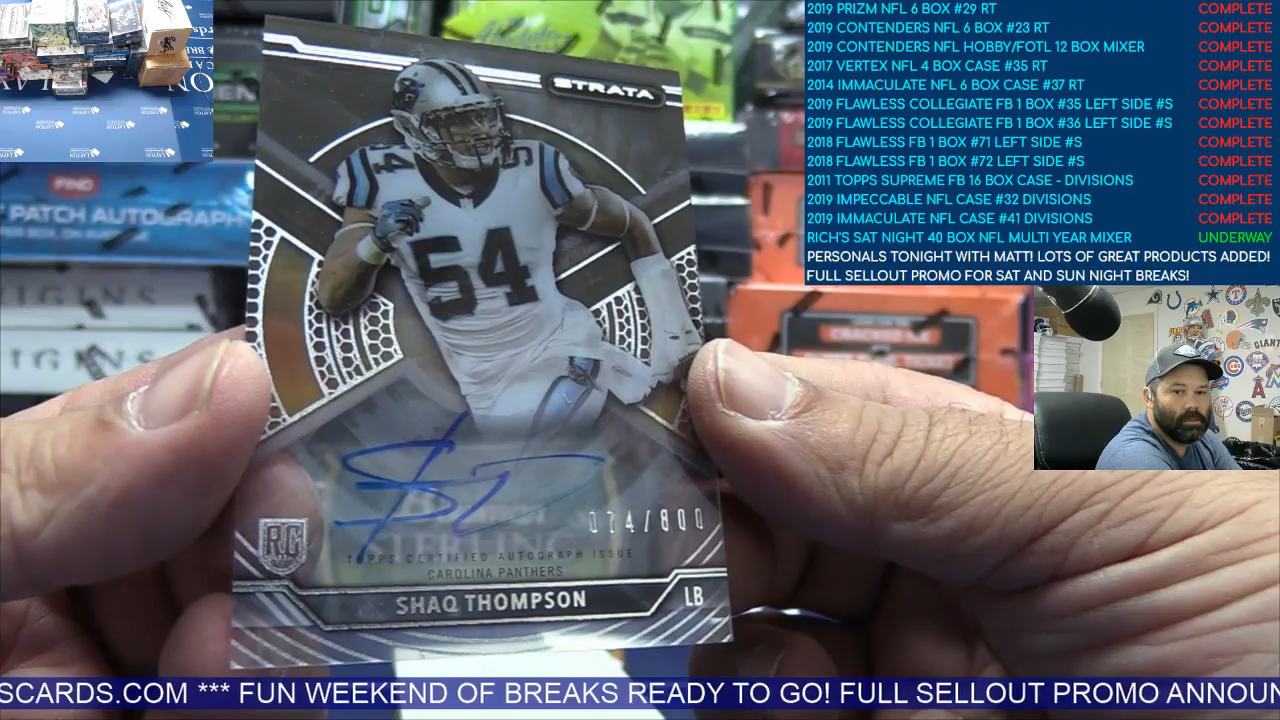 2019 PRIZM NFL 6 BOX #29 RT COMPLETE
2019 CONTENDERS NFL 6 BOX #23 RT COMPLETE
2019 CONTENDERS NFL HOBBY/FOTL 12 BOX MIXER COMPLETE
2017 VERTEX NFL 4 BOX CASE #35 RT COMPLETE
2014 IMMACULATE NFL 6 BOX CASE #37 RT COMPLETE
2019 FLAWLESS COLLEGIATE FB 1 BOX #35 LEFT SIDE #S COMPLETE
2019 FLAWLESS COLLEGIATE FB 1 BOX #36 LEFT SIDE #S COMPLETE
2018 FLAWLESS FB 1 BOX #71 LEFT SIDE #S COMPLETE
2018 FLAWLESS FB 1 BOX #72 LEFT SIDE #S COMPLETE
2011 TOPPS SUPREME FB 16 BOX CASE - DIVISIONS COMPLETE
2019 IMPECCABLE NFL CASE #32 DIVISIONS COMPLETE
2019 IMMACULATE NFL CASE #41 DIVISIONS COMPLETE
RICH'S SAT NIGHT 40 BOX NFL MULTI YEAR MIXER UNDERWAY
PERSONALS TONIGHT WITH MATT! LOTS OF GREAT PRODUCTS ADDED!
FULL SELLOUT PROMO FOR SAT AND SUN NIGHT BREAKS!
STRATA
54
54
FIND
PATCH AUTOGRAPH
IGINS
IGINS
CRACKED ICE
074/800
RC
TOPPS CERTIFIED AUTOGRAPH ISSUE
CAROLINA PANTHERS
SHAQ THOMPSON
LB
GIANT
SCARDS.COM *** FUN WEEKEND OF BREAKS READY TO GO! FULL SELLOUT PROMO ANNOUN